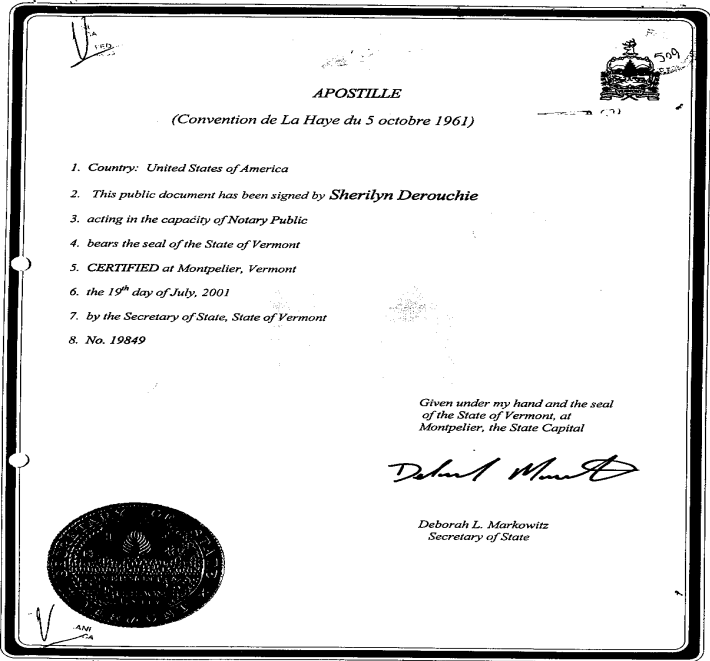 509
APOSTILLE
(Convention de La Haye du 5 octobre 1961)
1. Country: United States of America
2. This public document has been signed by Sherilyn Derouchie
3. acting in the capacity of Notary Public
4. bears the seal of the State of Vermont
5. CERTIFIED at Montpelier, Vermont
6. the 19th day of July, 2001
7. by the Secretary of State, State of Vermont
8. No. 19849
Given under my hand and the seal
of the State of Vermont, at
Montpelier, the State Capital
Deborah L. Markowitz
Secretary of State